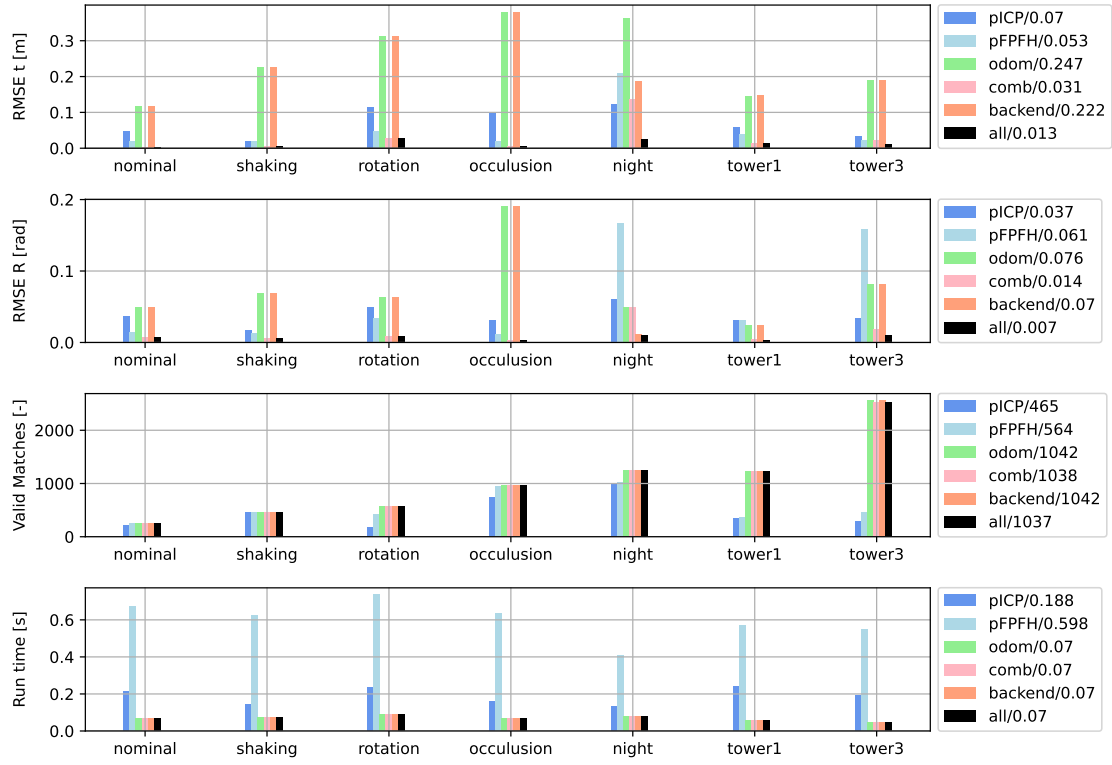 RMSE t [m]
0.3
0.2
0.1
0.0
nominal shaking rotation occulusion night tower1 tower3
pICP/0.07
pFPFH/0.053
odom/0.247
comb/0.031
backend/0.222
all/0.013
RMSE R [rad]
0.2
0.1
0.0
nominal shaking rotation occulusion night tower1 tower3
pICP/0.037
pFPFH/0.061
odom/0.076
comb/0.014
backend/0.07
all/0.007
Valid Matches [-]
2000
1000
0
nominal shaking rotation occulusion night tower1 tower3
pICP/465
pFPFH/564
odom/1042
comb/1038
backend/1042
all/1037
Run time [s]
0.6
0.4
0.2
0.0
nominal shaking rotation occulusion night tower1 tower3
pICP/0.188
pFPFH/0.598
odom/0.07
comb/0.07
backend/0.07
all/0.07